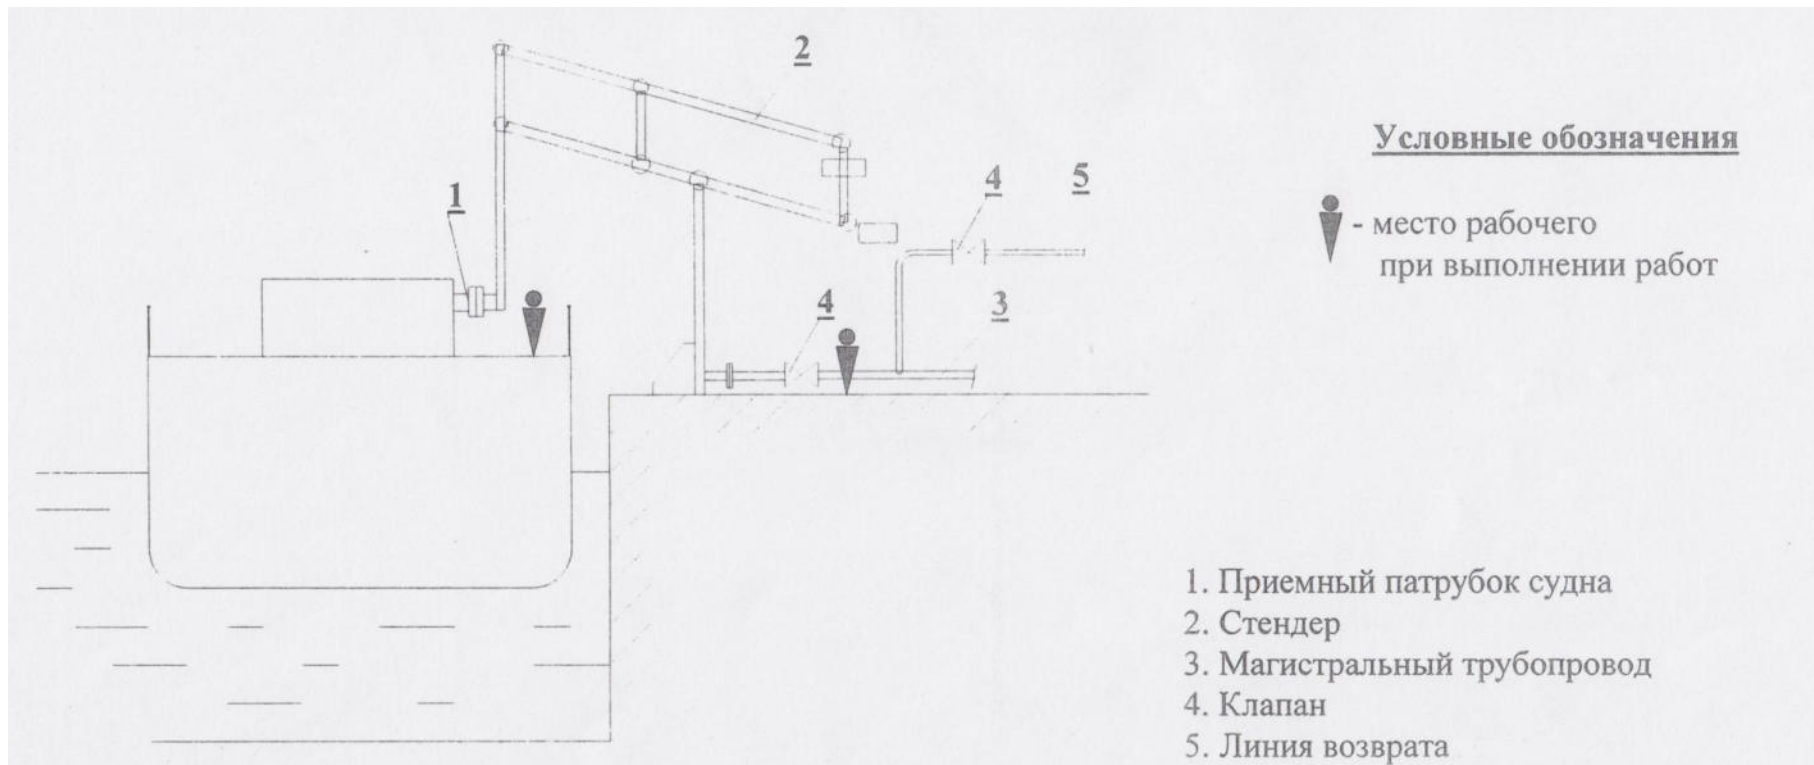 2
Условные обозначения
4
5
1
- место рабочего
при выполнении работ
4
3
1. Приемный патрубок судна
2. Стендер
3. Магистральный трубопровод
4. Клапан
5. Линия возврата